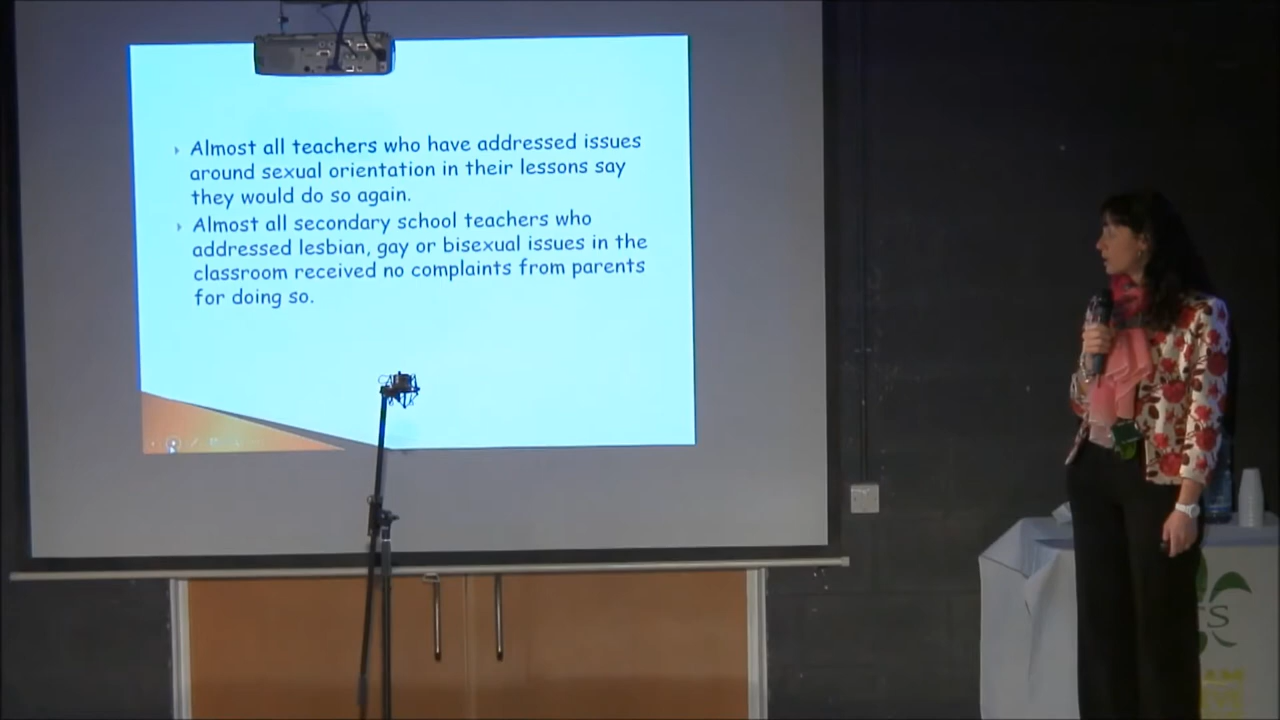 Almost all teachers who have addressed issues
around sexual orientation in their lessons say
they would do so again.
Almost all secondary school teachers who
addressed lesbian, gay or bisexual issues in the
classroom received no complaints from parents
for doing so.